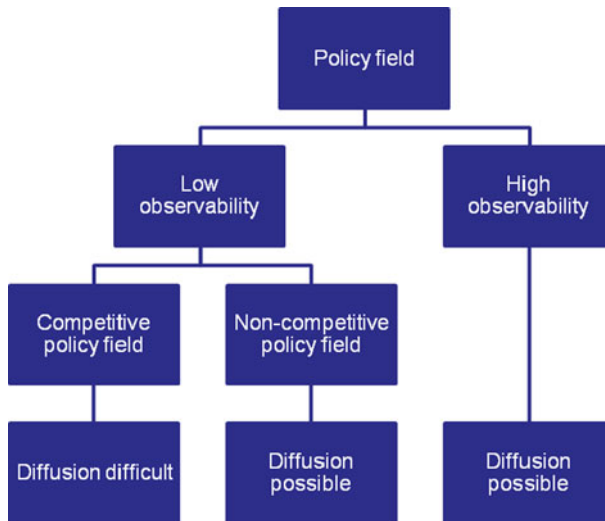 Policy field
Low
observability
High
observability
Competitive
policy field
Non-competitive
policy field
Diffusion difficult
Diffusion
possible
Diffusion
possible